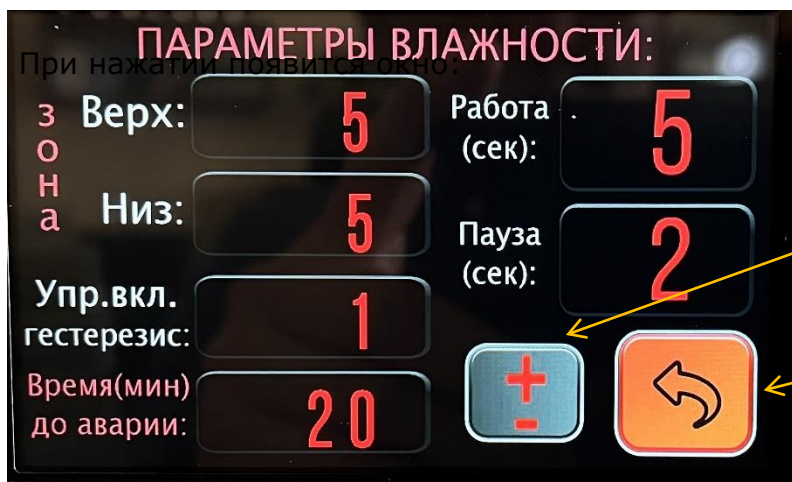 ПАРАМЕТРЫ ВЛАЖНОСТИ:
При нажатии появится окно:
зона
Верх: 5
Низ: 5
Упр.вкл.
гестерезис: 1
Время(мин)
до аварии: 20
Работа
(сек): 5
Пауза
(сек): 2
+
-